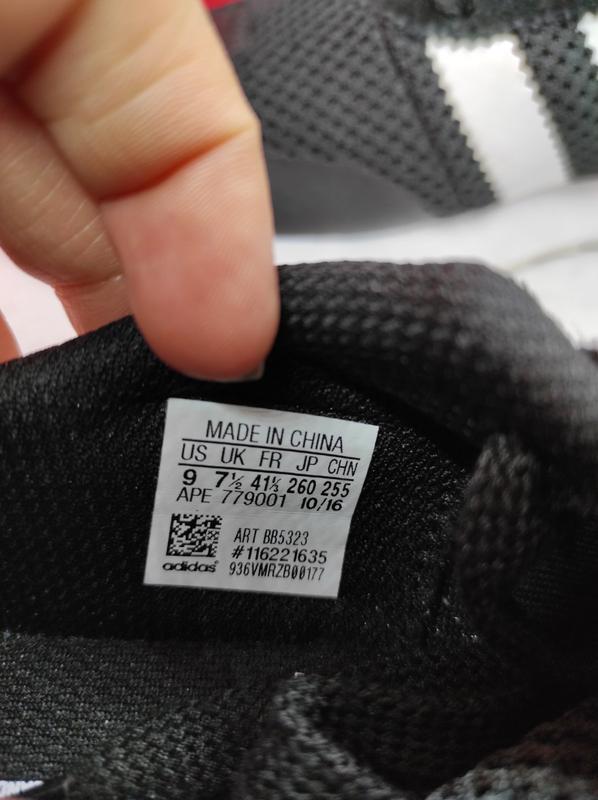 MADE IN CHINA
US UK FR JP CHN
9 7½ 41⅓ 260 255
APE 779001 10/16
ART BB5323
#116221635
adidas®
936VMRZB00177